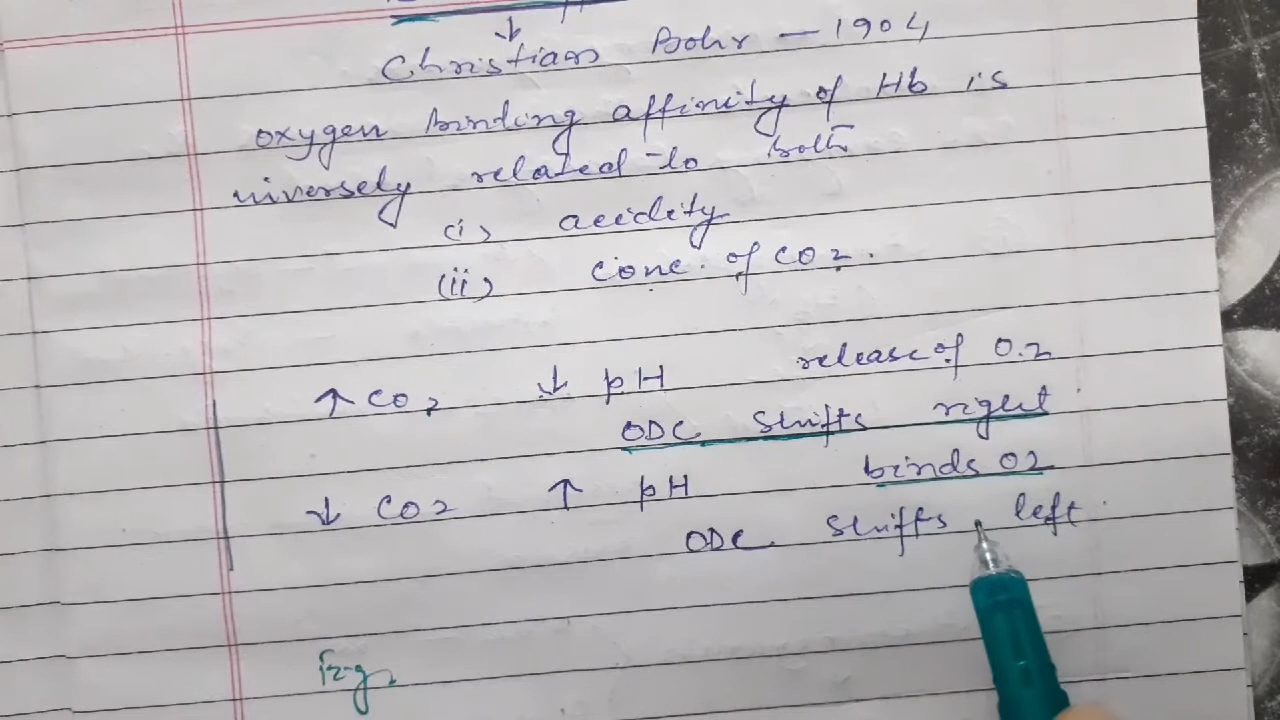 Christian Bohr - 1904
oxygen binding affinity of Hb is
inversely related to both
(i) acidity
(ii) conc. of CO2.
↑ CO2 ↓ pH release of O2
ODC shifts right
↓ CO2 ↑ pH binds O2
ODC shifts left
E.g.